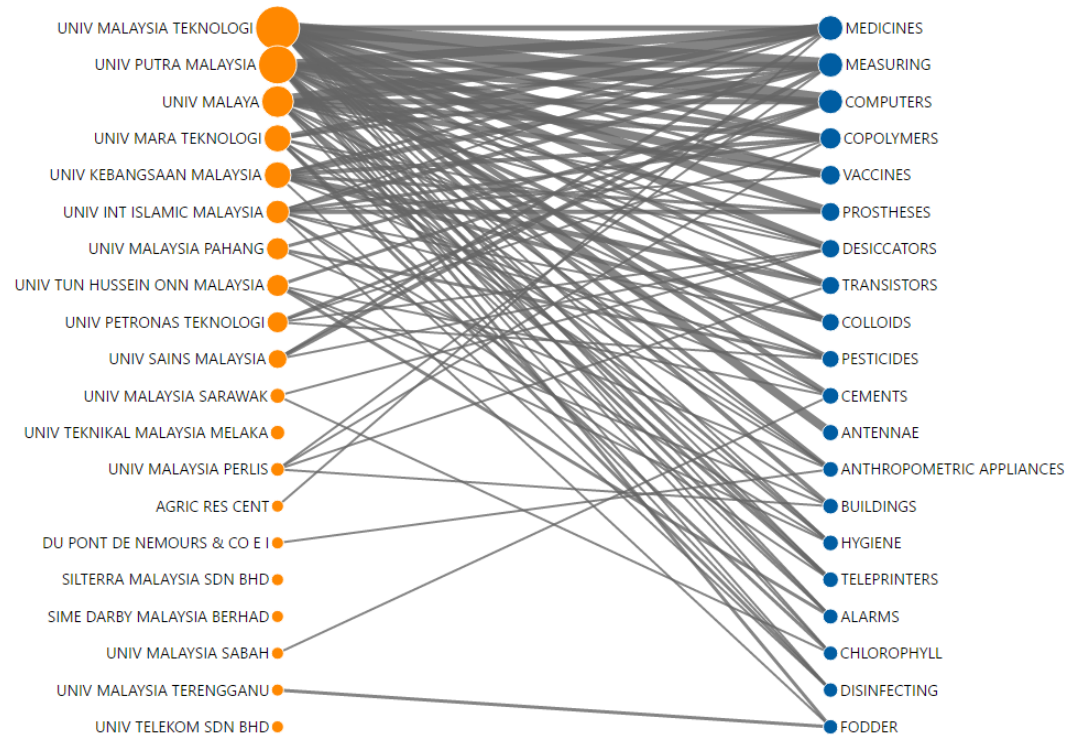 UNIV MALAYSIA TEKNOLOGI
UNIV PUTRA MALAYSIA
UNIV MALAYA
UNIV MARA TEKNOLOGI
UNIV KEBANGSAAN MALAYSIA
UNIV INT ISLAMIC MALAYSIA
UNIV MALAYSIA PAHANG
UNIV TUN HUSSEIN ONN MALAYSIA
UNIV PETRONAS TEKNOLOGI
UNIV SAINS MALAYSIA
UNIV MALAYSIA SARAWAK
UNIV TEKNIKAL MALAYSIA MELAKA
UNIV MALAYSIA PERLIS
AGRIC RES CENT
DU PONT DE NEMOURS & CO E I
SILTERRA MALAYSIA SDN BHD
SIME DARBY MALAYSIA BERHAD
UNIV MALAYSIA SABAH
UNIV MALAYSIA TERENGGANU
UNIV TELEKOM SDN BHD
MEDICINES
MEASURING
COMPUTERS
COPOLYMERS
VACCINES
PROSTHESES
DESICCATORS
TRANSISTORS
COLLOIDS
PESTICIDES
CEMENTS
ANTENNAE
ANTHROPOMETRIC APPLIANCES
BUILDINGS
HYGIENE
TELEPRINTERS
ALARMS
CHLOROPHYLL
DISINFECTING
FODDER